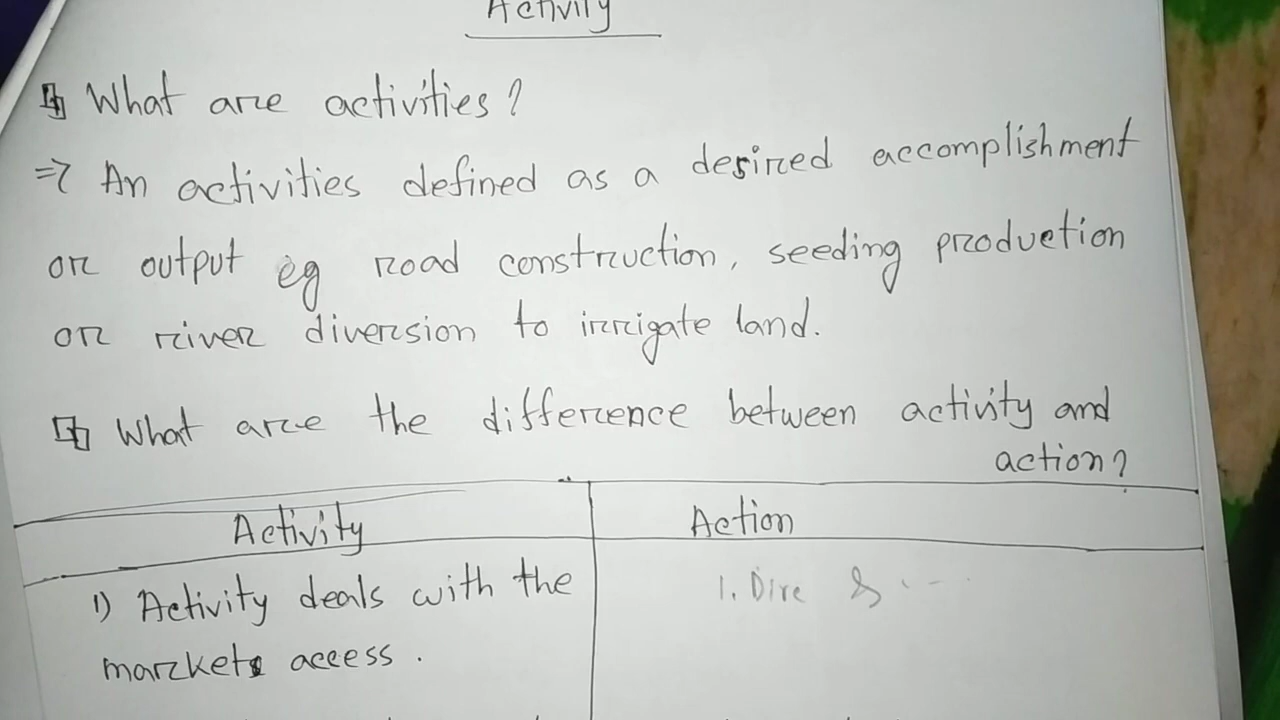 Activity
What are activities?
=> An activities defined as a desired accomplishment
or output eg road construction, seeding production
or river diversion to irrigate land.
What are the difference between activity and
action?
Activity Action
1) Activity deals with the
markets access.
1. Dire &